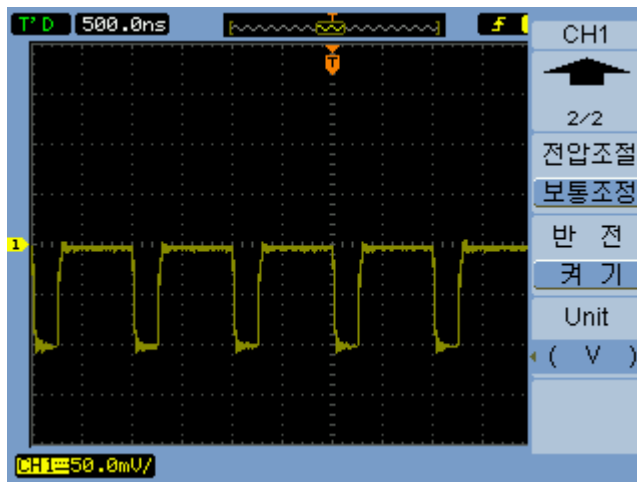 T'D 500.0ns
T
CH1
2/2
전압조절
보통조정
반 전
켜 기
Unit
( V )
1
CH1 50.0mV/